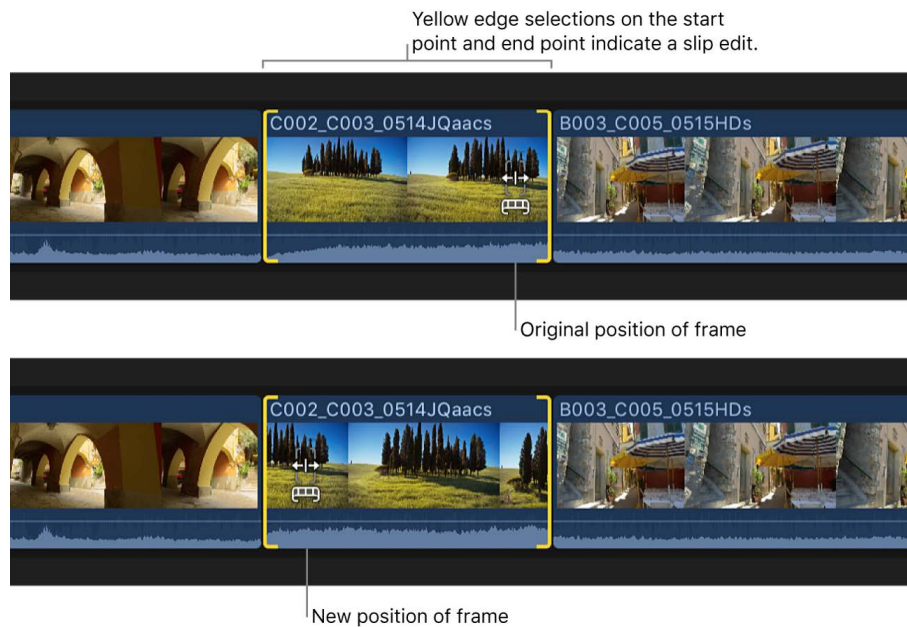 Yellow edge selections on the start
point and end point indicate a slip edit.
C002_C003_0514JQaacs
B003_C005_0515HDs
Original position of frame
C002_C003_0514JQaacs
B003_C005_0515HDs
New position of frame